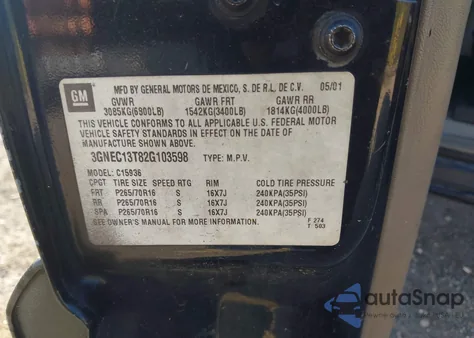 GM
MFD BY GENERAL MOTORS DE MEXICO, S. DE R.L. DE C.V. 05/01
GVWR GAWR FRT GAWR RR
3085KG(6800LB) 1542KG(3400LB) 1814KG(4000LB)
THIS VEHICLE CONFORMS TO ALL APPLICABLE U.S. FEDERAL MOTOR
VEHICLE SAFETY STANDARDS IN EFFECT ON THE DATE OF
MANUFACTURE SHOWN ABOVE.
3GNEC13T82G103598 TYPE: M.P.V.
MODEL: C15936
CPGT TIRE SIZE SPEED RTG RIM COLD TIRE PRESSURE
FRT P265/70R16 S 16X7J 240KPA(35PSI)
RR P265/70R16 S 16X7J 240KPA(35PSI)
SPA P265/70R16 S 16X7J 240KPA(35PSI)
SEE OWNER'S MANUAL FOR MORE INFORMATION.
F 274
T 503
autaSnap